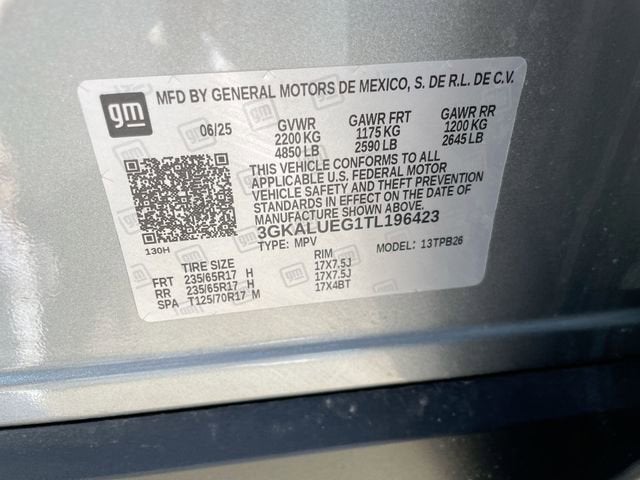 gm MFD BY GENERAL MOTORS DE MEXICO, S. DE R.L. DE C.V.
06/25 GVWR GAWR FRT GAWR RR
2200 KG 1175 KG 1200 KG
4850 LB 2590 LB 2645 LB
THIS VEHICLE CONFORMS TO ALL
APPLICABLE U.S. FEDERAL MOTOR
VEHICLE SAFETY AND THEFT PREVENTION
STANDARDS IN EFFECT ON THE DATE OF
MANUFACTURE SHOWN ABOVE.
3GKALUEG1TL196423
130H TYPE: MPV MODEL: 13TPB26
TIRE SIZE RIM
FRT 235/65R17 H 17X7.5J
RR 235/65R17 H 17X7.5J
SPA T125/70R17 M 17X4BT